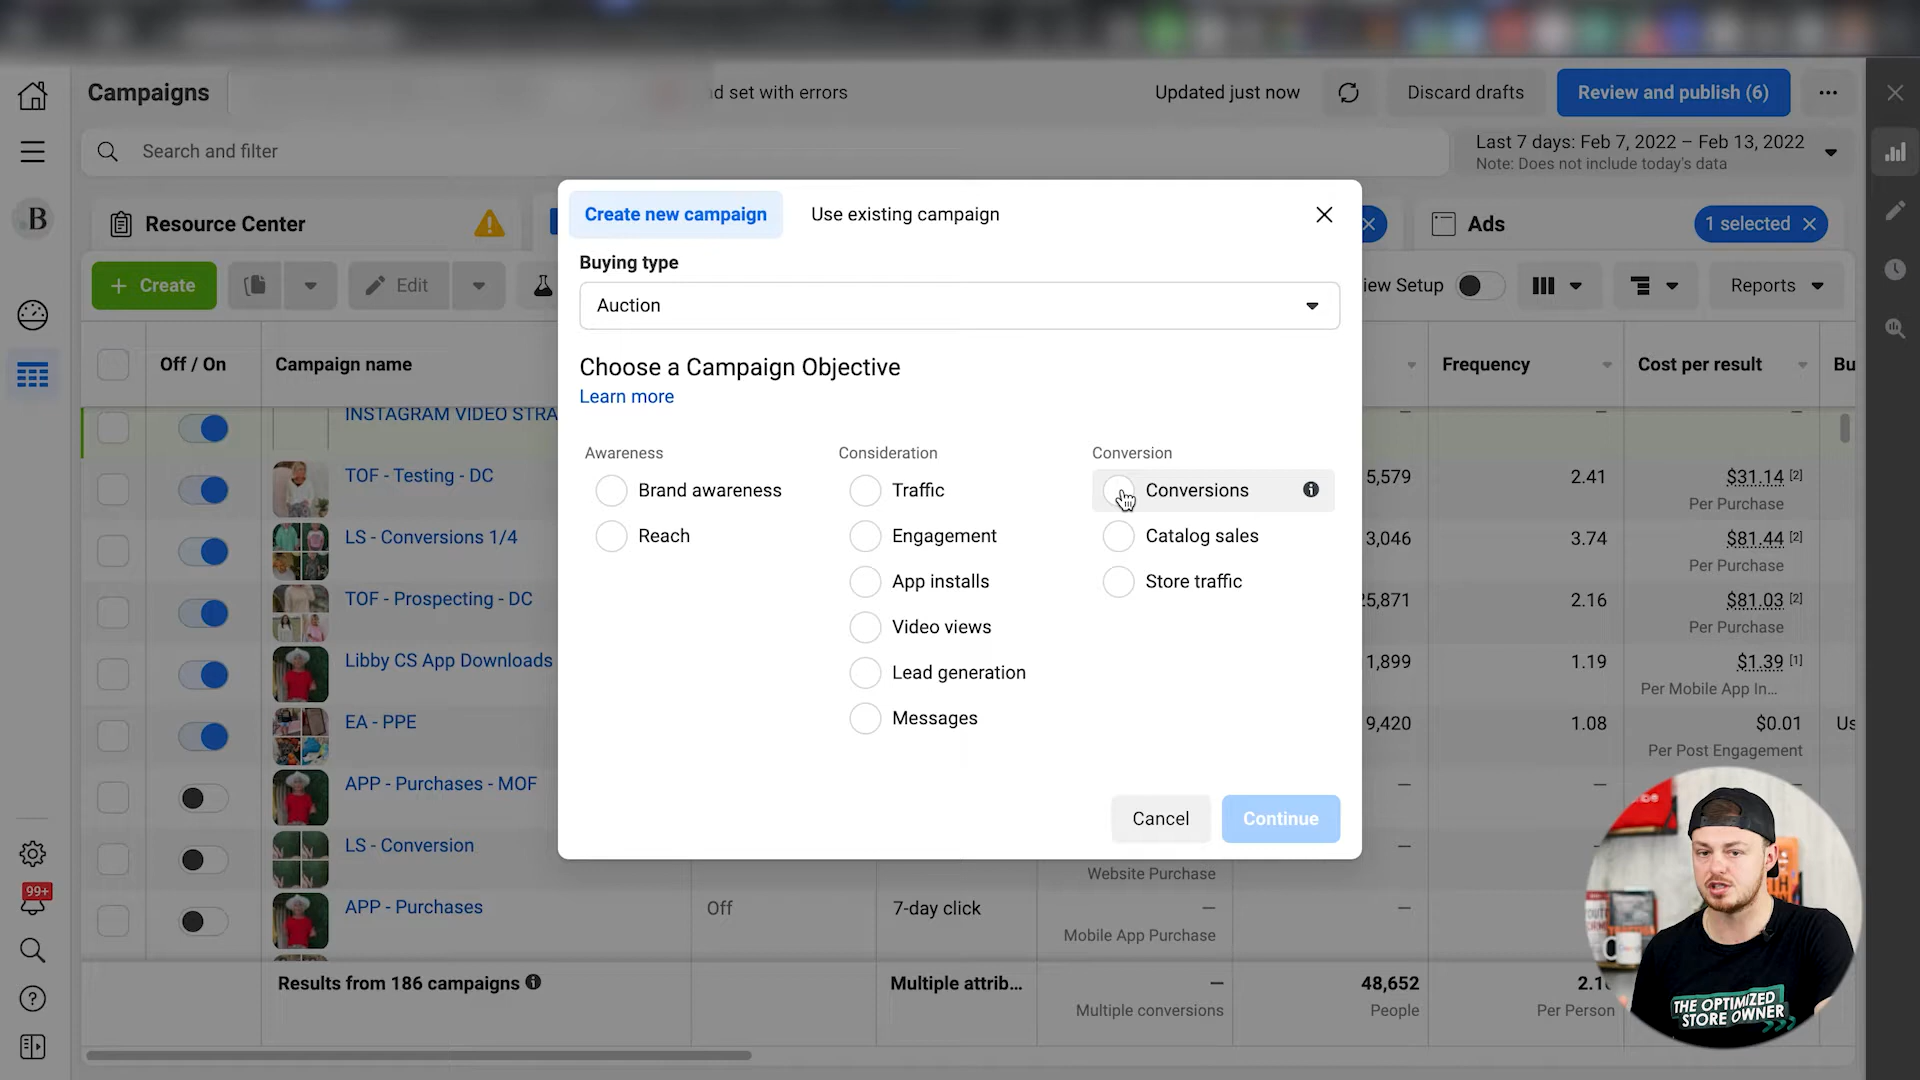 Campaigns
d set with errors
Updated just now
Discard drafts
Review and publish (6)
Search and filter
Last 7 days: Feb 7, 2022 – Feb 13, 2022
Note: Does not include today's data
B
Resource Center
Ads
1 selected
Create
Edit
iew Setup
Reports
Create new campaign
Use existing campaign
Buying type
Auction
Choose a Campaign Objective
Learn more
Awareness
Brand awareness
Reach
Consideration
Traffic
Engagement
App installs
Video views
Lead generation
Messages
Conversion
Conversions
Catalog sales
Store traffic
Cancel
Continue
Off / On
Campaign name
Frequency
Cost per result
Bu
INSTAGRAM VIDEO STRA
— — —
TOF - Testing - DC
5,579
2.41
$31.14 [2]
Per Purchase
LS - Conversions 1/4
3,046
3.74
$81.44 [2]
Per Purchase
TOF - Prospecting - DC
25,871
2.16
$81.03 [2]
Per Purchase
Libby CS App Downloads
1,899
1.19
$1.39 [1]
Per Mobile App In...
EA - PPE
9,420
1.08
$0.01
Us
Per Post Engagement
APP - Purchases - MOF
— — —
LS - Conversion
—
Website Purchase
APP - Purchases
Off
7-day click
— —
Mobile App Purchase
Results from 186 campaigns
Multiple attrib...
—
Multiple conversions
48,652
People
2.1
Per Person
99+
THE OPTIMIZED
STORE OWNER